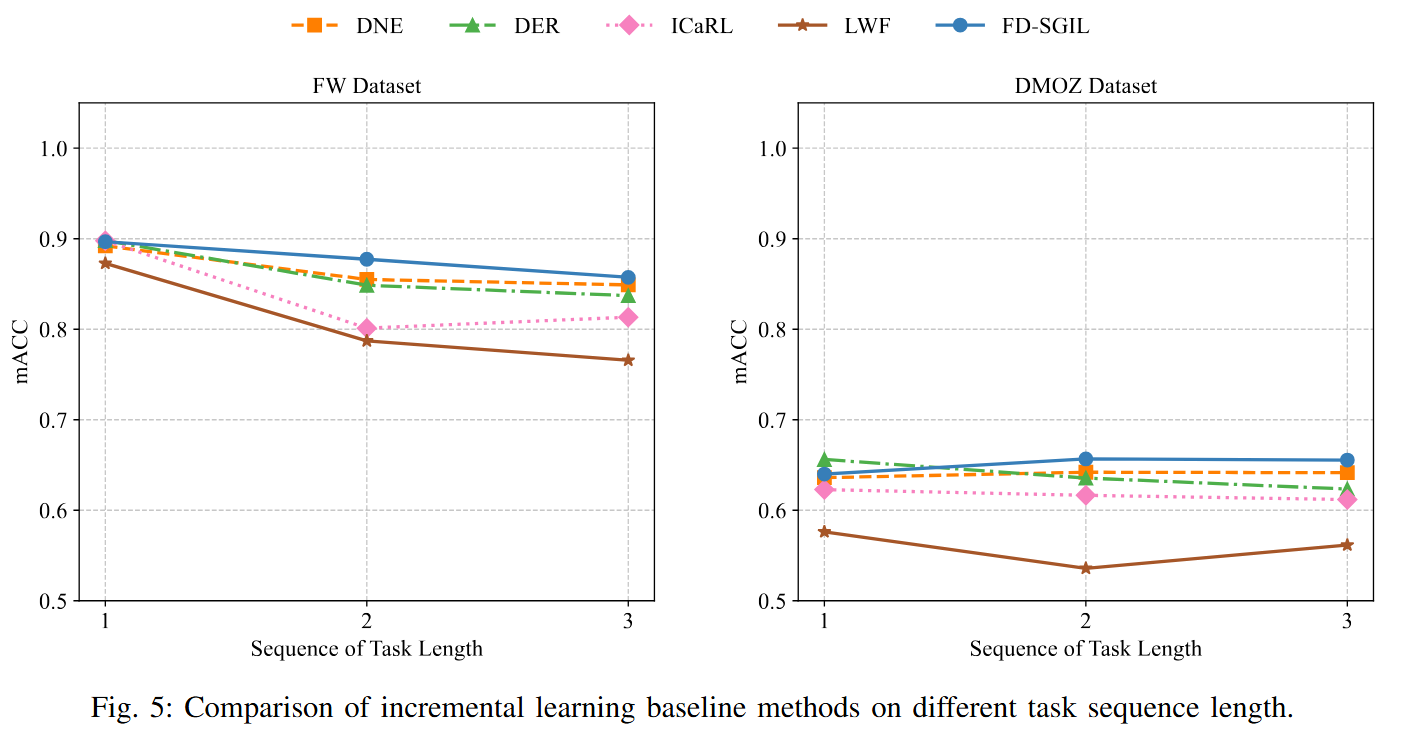 DNE DER ICaRL LWF FD-SGIL
FW Dataset
1.0
0.9
0.8
0.7
0.6
0.5
mACC
1 2 3
Sequence of Task Length
DMOZ Dataset
1.0
0.9
0.8
0.7
0.6
0.5
mACC
1 2 3
Sequence of Task Length
Fig. 5: Comparison of incremental learning baseline methods on different task sequence length.